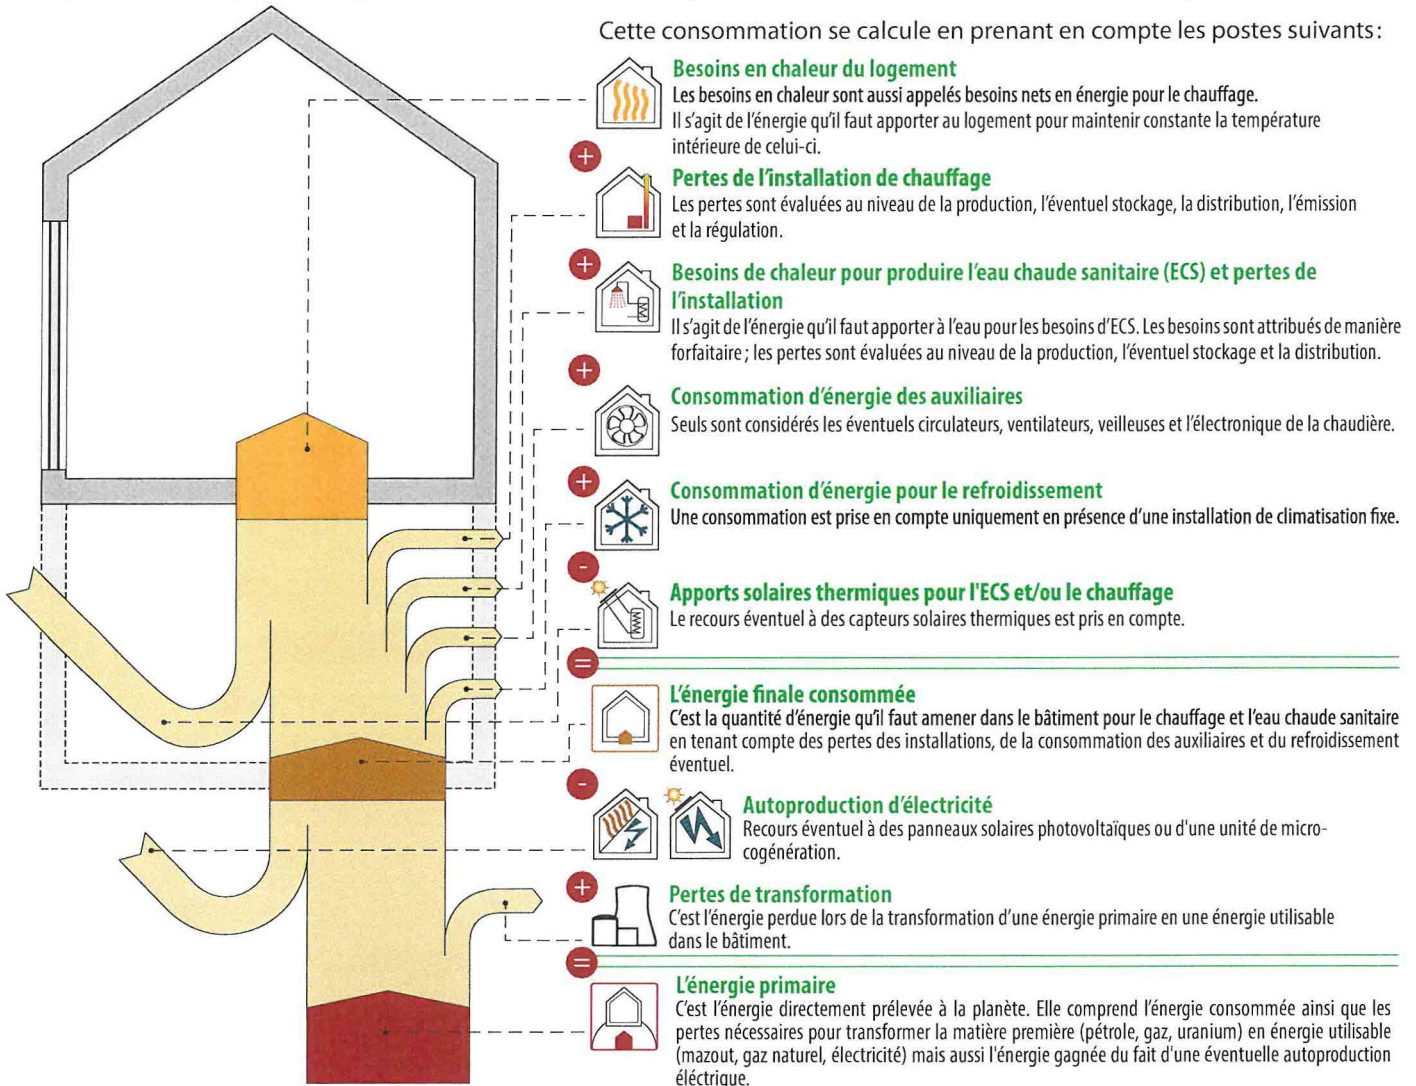 Cette consommation se calcule en prenant en compte les postes suivants:
Besoins en chaleur du logement
Les besoins en chaleur sont aussi appelés besoins nets en énergie pour le chauffage.
Il s'agit de l'énergie qu'il faut apporter au logement pour maintenir constante la température
intérieure de celui-ci.
+
Pertes de l'installation de chauffage
Les pertes sont évaluées au niveau de la production, l'éventuel stockage, la distribution, l'émission
et la régulation.
+
Besoins de chaleur pour produire l'eau chaude sanitaire (ECS) et pertes de
l'installation
Il s'agit de l'énergie qu'il faut apporter à l'eau pour les besoins d'ECS. Les besoins sont attribués de manière
forfaitaire ; les pertes sont évaluées au niveau de la production, l'éventuel stockage et la distribution.
+
Consommation d'énergie des auxiliaires
Seuls sont considérés les éventuels circulateurs, ventilateurs, veilleuses et l'électronique de la chaudière.
+
Consommation d'énergie pour le refroidissement
Une consommation est prise en compte uniquement en présence d'une installation de climatisation fixe.
-
Apports solaires thermiques pour l'ECS et/ou le chauffage
Le recours éventuel à des capteurs solaires thermiques est pris en compte.
=
L'énergie finale consommée
C'est la quantité d'énergie qu'il faut amener dans le bâtiment pour le chauffage et l'eau chaude sanitaire
en tenant compte des pertes des installations, de la consommation des auxiliaires et du refroidissement
éventuel.
-
Autoproduction d'électricité
Recours éventuel à des panneaux solaires photovoltaïques ou d'une unité de micro-
cogénération.
+
Pertes de transformation
C'est l'énergie perdue lors de la transformation d'une énergie primaire en une énergie utilisable
dans le bâtiment.
=
L'énergie primaire
C'est l'énergie directement prélevée à la planète. Elle comprend l'énergie consommée ainsi que les
pertes nécessaires pour transformer la matière première (pétrole, gaz, uranium) en énergie utilisable
(mazout, gaz naturel, électricité) mais aussi l'énergie gagnée du fait d'une éventuelle autoproduction
éléctrique.